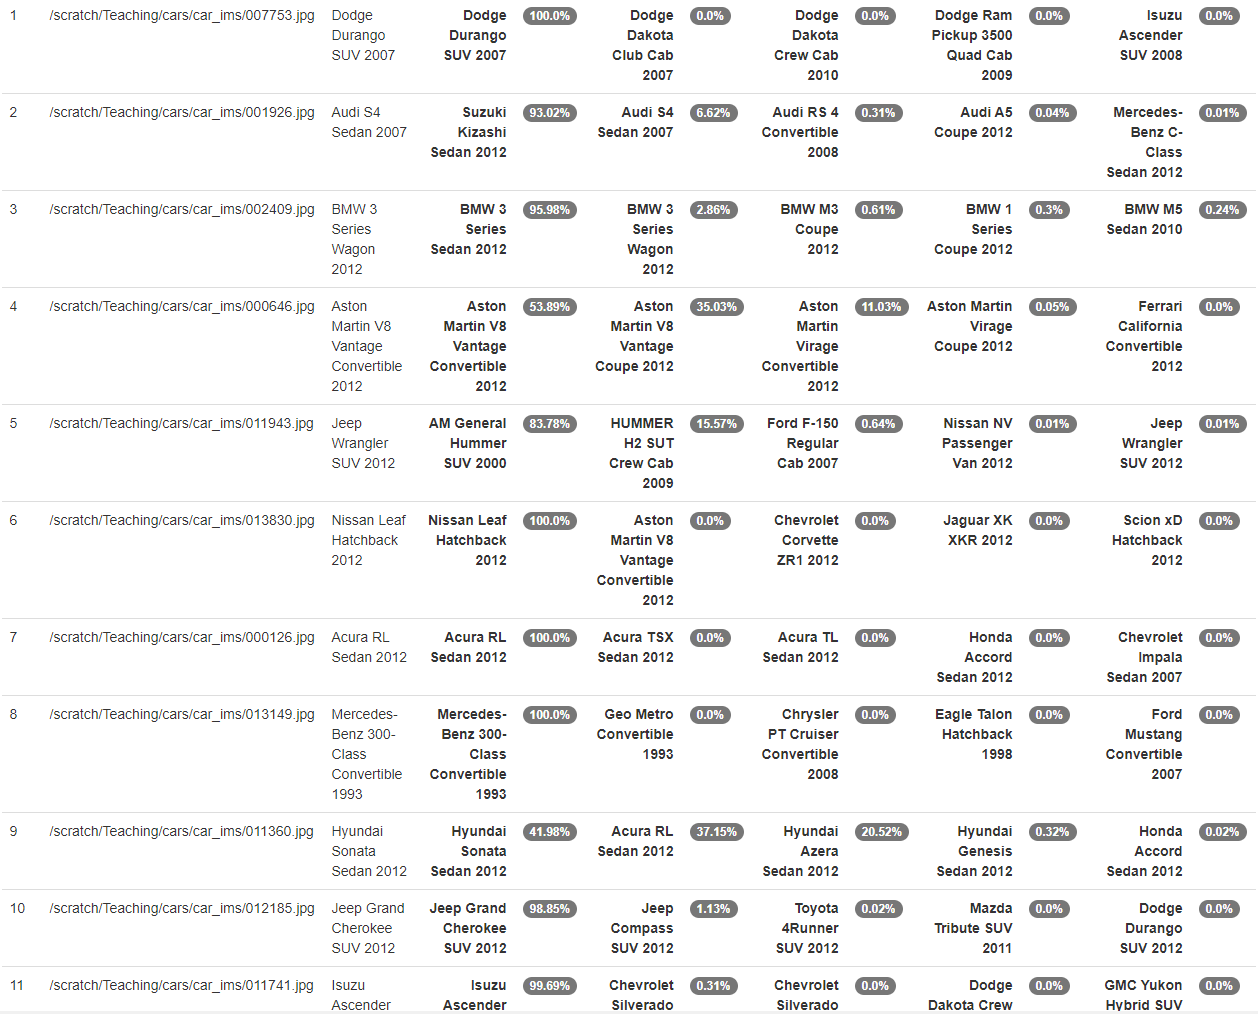 1 /scratch/Teaching/cars/car_ims/007753.jpg Dodge Durango SUV 2007 Dodge Durango SUV 2007 100.0% Dodge Dakota Club Cab 2007 0.0% Dodge Dakota Crew Cab 2010 0.0% Dodge Ram Pickup 3500 Quad Cab 2009 0.0% Isuzu Ascender SUV 2008 0.0%
2 /scratch/Teaching/cars/car_ims/001926.jpg Audi S4 Sedan 2007 Suzuki Kizashi Sedan 2012 93.02% Audi S4 Sedan 2007 6.62% Audi RS 4 Convertible 2008 0.31% Audi A5 Coupe 2012 0.04% Mercedes-Benz C-Class Sedan 2012 0.01%
3 /scratch/Teaching/cars/car_ims/002409.jpg BMW 3 Series Wagon 2012 BMW 3 Series Sedan 2012 95.98% BMW 3 Series Wagon 2012 2.86% BMW M3 Coupe 2012 0.61% BMW 1 Series Coupe 2012 0.3% BMW M5 Sedan 2010 0.24%
4 /scratch/Teaching/cars/car_ims/000646.jpg Aston Martin V8 Vantage Convertible 2012 Aston Martin V8 Vantage Convertible 2012 53.89% Aston Martin V8 Vantage Coupe 2012 35.03% Aston Martin Virage Convertible 2012 11.03% Aston Martin Virage Coupe 2012 0.05% Ferrari California Convertible 2012 0.0%
5 /scratch/Teaching/cars/car_ims/011943.jpg Jeep Wrangler SUV 2012 AM General Hummer SUV 2000 83.78% HUMMER H2 SUT Crew Cab 2009 15.57% Ford F-150 Regular Cab 2007 0.64% Nissan NV Passenger Van 2012 0.01% Jeep Wrangler SUV 2012 0.01%
6 /scratch/Teaching/cars/car_ims/013830.jpg Nissan Leaf Hatchback 2012 Nissan Leaf Hatchback 2012 100.0% Aston Martin V8 Vantage Convertible 2012 0.0% Chevrolet Corvette ZR1 2012 0.0% Jaguar XK XKR 2012 0.0% Scion xD Hatchback 2012 0.0%
7 /scratch/Teaching/cars/car_ims/000126.jpg Acura RL Sedan 2012 Acura RL Sedan 2012 100.0% Acura TSX Sedan 2012 0.0% Acura TL Sedan 2012 0.0% Honda Accord Sedan 2012 0.0% Chevrolet Impala Sedan 2007 0.0%
8 /scratch/Teaching/cars/car_ims/013149.jpg Mercedes-Benz 300-Class Convertible 1993 Mercedes-Benz 300-Class Convertible 1993 100.0% Geo Metro Convertible 1993 0.0% Chrysler PT Cruiser Convertible 2008 0.0% Eagle Talon Hatchback 1998 0.0% Ford Mustang Convertible 2007 0.0%
9 /scratch/Teaching/cars/car_ims/011360.jpg Hyundai Sonata Sedan 2012 Hyundai Sonata Sedan 2012 41.98% Acura RL Sedan 2012 37.15% Hyundai Azera Sedan 2012 20.52% Hyundai Genesis Sedan 2012 0.32% Honda Accord Sedan 2012 0.02%
10 /scratch/Teaching/cars/car_ims/012185.jpg Jeep Grand Cherokee SUV 2012 Jeep Grand Cherokee SUV 2012 98.85% Jeep Compass SUV 2012 1.13% Toyota 4Runner SUV 2012 0.02% Mazda Tribute SUV 2011 0.0% Dodge Durango SUV 2012 0.0%
11 /scratch/Teaching/cars/car_ims/011741.jpg Isuzu Ascender Isuzu Ascender 99.69% Chevrolet Silverado 0.31% Chevrolet Silverado 0.0% Dodge Dakota Crew 0.0% GMC Yukon Hybrid SUV 0.0%